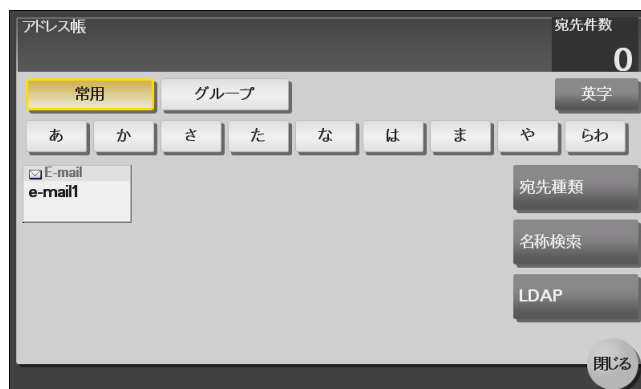 アドレス帳
宛先件数
0
常用
グループ
英字
あ
か
さ
た
な
は
ま
や
らわ
E-mail
e-mail1
宛先種類
名称検索
LDAP
閉じる